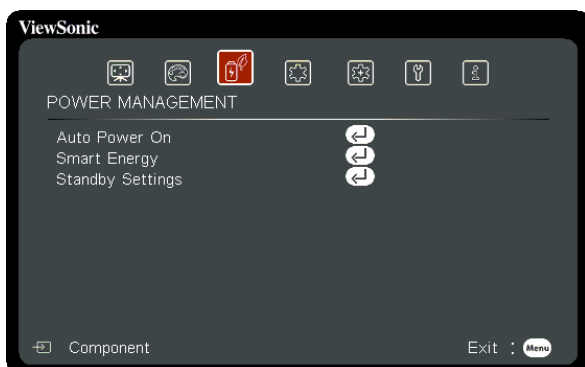 ViewSonic
POWER MANAGEMENT
Auto Power On
Smart Energy
Standby Settings
Component
Exit : Menu